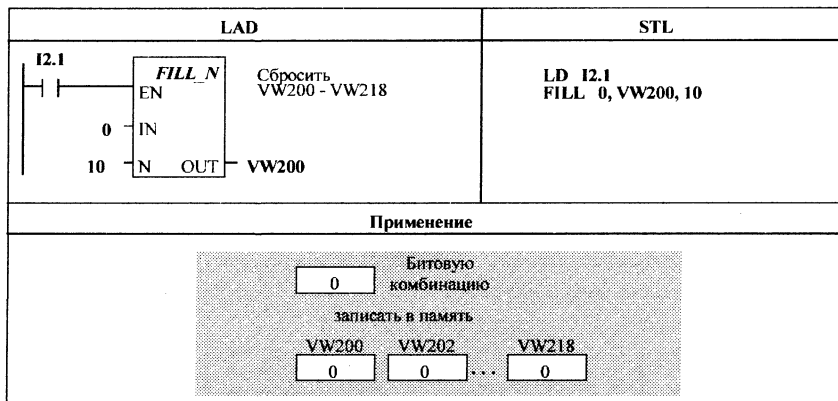 LAD
STL
I2.1
FILL_N
EN
Сбросить
VW200 - VW218
0
IN
10
N
OUT
VW200
LD I2.1
FILL 0, VW200, 10
Применение
0
Битовую
комбинацию
записать в память
VW200 VW202 VW218
0 0 ... 0